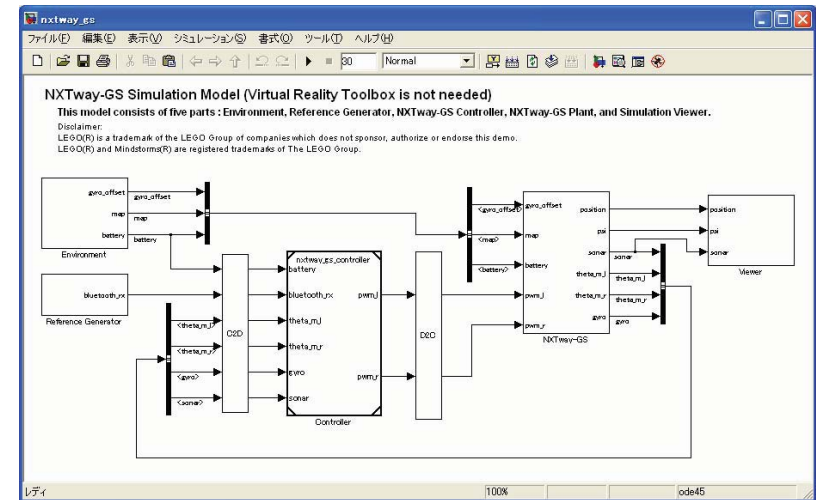 nxtway_gs
ファイル(F) 編集(E) 表示(V) シミュレーション(S) 書式(O) ツール(T) ヘルプ(H)
30 Normal
NXTway-GS Simulation Model (Virtual Reality Toolbox is not needed)
This model consists of five parts : Environment, Reference Generator, NXTway-GS Controller, NXTway-GS Plant, and Simulation Viewer.
Disclaimer:
LEGO(R) is a trademark of the LEGO Group of companies which does not sponsor, authorize or endorse this demo.
LEGO(R) and Mindstorms(R) are registered trademarks of The LEGO Group.
gyro_offset
map
battery
gyro_offset
map
battery
Environment
bluetooth_rx
Reference Generator
<theta_m_l>
<theta_m_r>
<gyro>
<sonar>
C2D
nxtway_gs_controller
battery
bluetooth_rx
theta_m_l
theta_m_r
gyro
sonar
pwm_l
pwm_r
Controller
D2C
<gyro_offset>
<map>
<battery>
gyro_offset
map
battery
pwm_l
pwm_r
position
psi
sonar
theta_m_l
theta_m_r
gyro
NXTway-GS
sonar
theta_m_l
theta_m_r
gyro
position
psi
sonar
Viewer
レディ 100% ode45